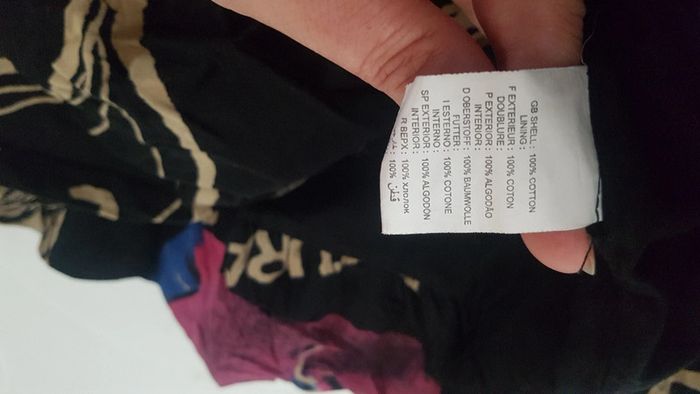 GB SHELL : 100% COTTON
LINING :
F EXTERIEUR : 100% COTON
DOUBLURE :
P EXTERIOR : 100% ALGODÃO
INTERIOR :
D OBERSTOFF : 100% BAUMWOLLE
FUTTER :
I ESTERNO : 100% COTONE
INTERNO :
SP EXTERIOR : 100% ALGODÓN
INTERIOR :
R ВЕРХ : 100% ХЛОПОК
100% قطن